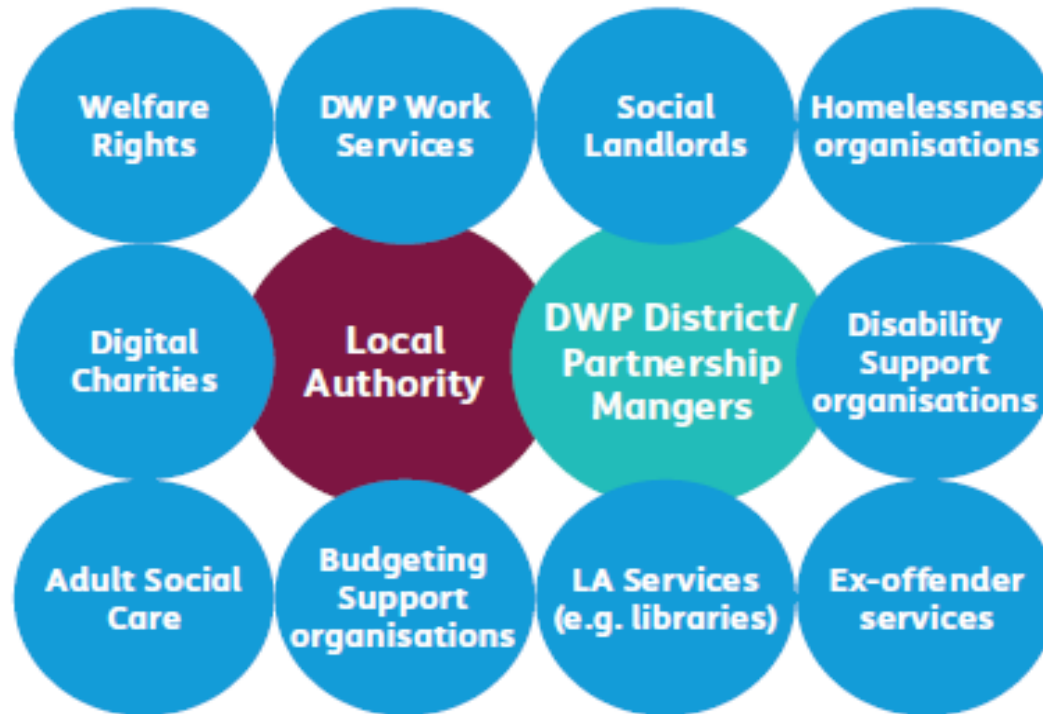 Welfare
Rights
DWP Work
Services
Social
Landlords
Homelessness
organisations
Digital
Charities
Local
Authority
DWP District/
Partnership
Mangers
Disability
Support
organisations
Adult Social
Care
Budgeting
Support
organisations
LA Services
(e.g. libraries)
Ex-offender
services